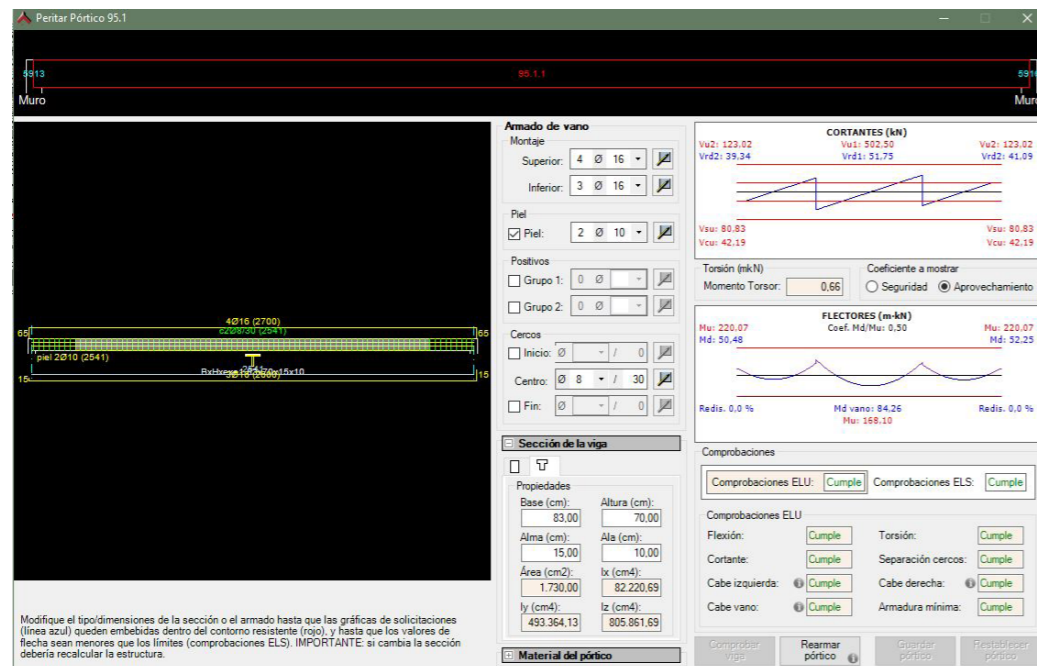 Peritar Pórtico 95.1
5913
95.1.1
Muro
Muro
65
4Ø16 (2700)
c2Ø8/30 (2541)
65
piel 2Ø10 (2541)
15
15
Armado de vano
Montaje
Superior: 4 Ø 16
Inferior: 3 Ø 16
Piel
Piel: 2 Ø 10
Positivos
Grupo 1: 0 Ø
Grupo 2: 0 Ø
Cercos
Inicio: Ø / 0
Centro: Ø 8 / 30
Fin: Ø / 0
Sección de la viga
Propiedades
Base (cm): Altura (cm):
83,00 70,00
Alma (cm): Ala (cm):
15,00 10,00
Área (cm2): Ix (cm4):
1.730,00 82.220,69
Iy (cm4): Iz (cm4):
493.364,13 805.861,69
Material del pórtico
CORTANTES (kN)
Vu2: 123.02 Vu1: 502.50 Vu2: 123.02
Vrd2: 39,34 Vrd1: 51,75 Vrd2: 41,09
Vsu: 80,83 Vsu: 80,83
Vcu: 42.19 Vcu: 42.19
Torsión (mkN)
Momento Torsor: 0,66
Coeficiente a mostrar
Seguridad Aprovechamiento
FLECTORES (m·kN)
Mu: 220.07 Coef. Md/Mu: 0,50 Mu: 220.07
Md: 50,48 Md: 52,25
Redis. 0,0 % Md vano: 84,26 Redis. 0,0 %
Mu: 168.10
Comprobaciones
Comprobaciones ELU: Cumple Comprobaciones ELS: Cumple
Comprobaciones ELU
Flexión: Cumple Torsión: Cumple
Cortante: Cumple Separación cercos: Cumple
Cabe izquierda: Cumple Cabe derecha: Cumple
Cabe vano: Cumple Armadura mínima: Cumple
Modifique el tipo/dimensiones de la sección o el armado hasta que las gráficas de solicitaciones
(línea azul) queden embebidas dentro del contorno resistente (rojo), y hasta que los valores de
flecha sean menores que los límites (comprobaciones ELS). IMPORTANTE: si cambia la sección
debería recalcular la estructura.
Comprobar viga
Rearmar pórtico
Guardar pórtico
Restablecer pórtico